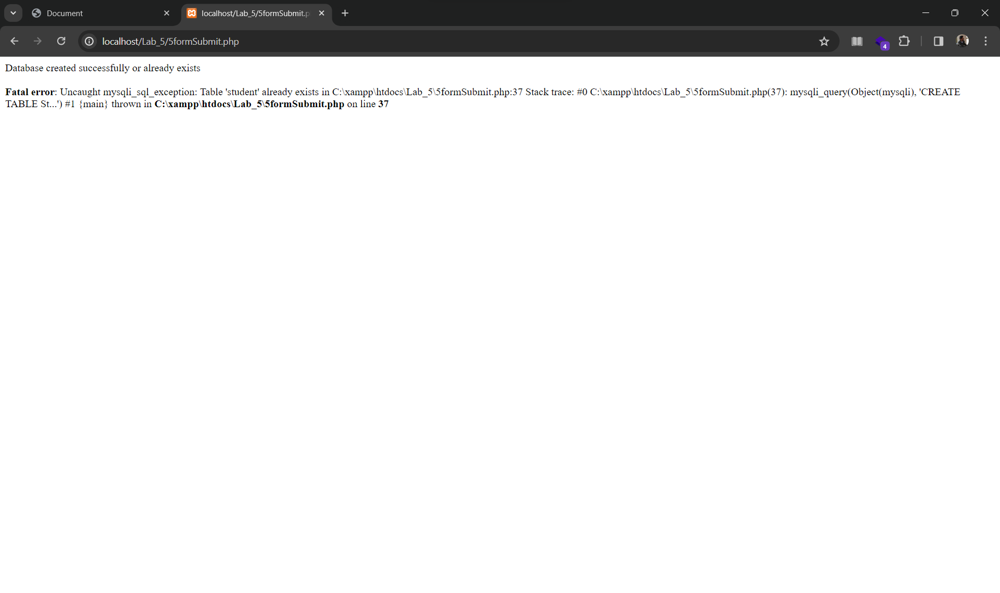 Document
localhost/Lab_5/5formSubmit.p
localhost/Lab_5/5formSubmit.php
4
Database created successfully or already exists
Fatal error: Uncaught mysqli_sql_exception: Table 'student' already exists in C:\xampp\htdocs\Lab_5\5formSubmit.php:37 Stack trace: #0 C:\xampp\htdocs\Lab_5\5formSubmit.php(37): mysqli_query(Object(mysqli), 'CREATE
TABLE St...') #1 {main} thrown in C:\xampp\htdocs\Lab_5\5formSubmit.php on line 37